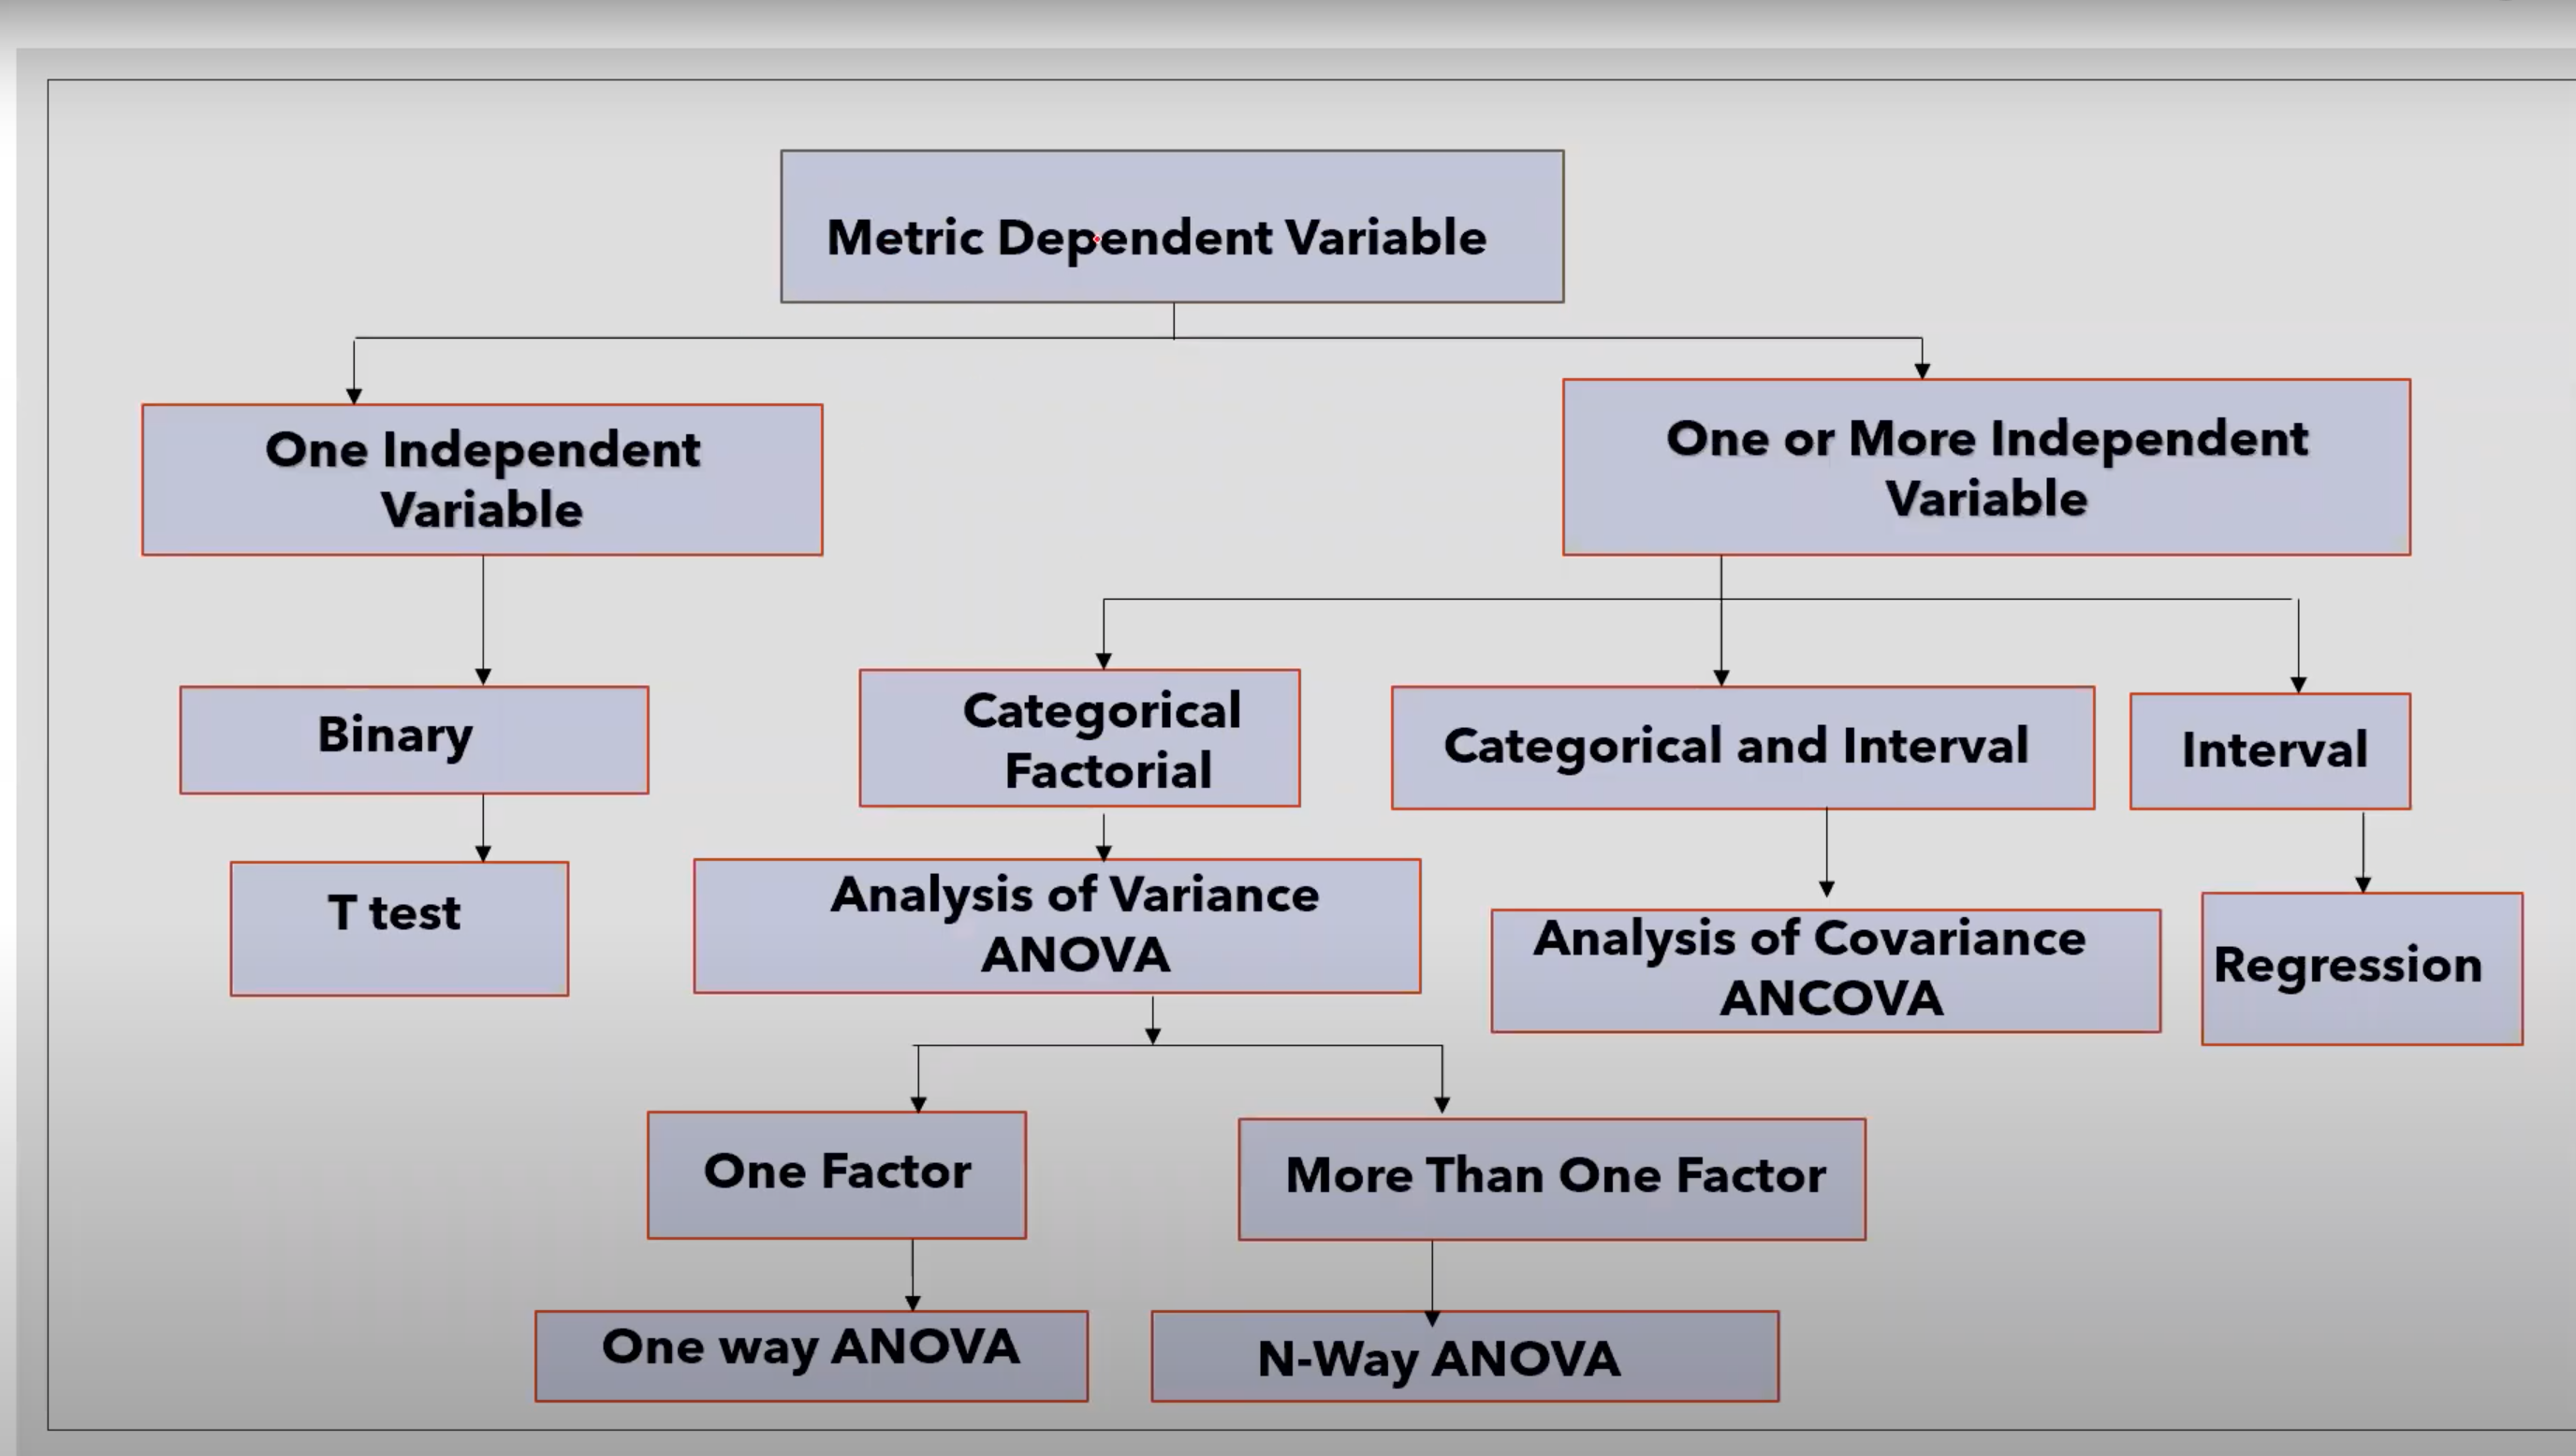 Metric Dependent Variable
One Independent
Variable
One or More Independent
Variable
Binary
Categorical
Factorial
Categorical and Interval
Interval
T test
Analysis of Variance
ANOVA
Analysis of Covariance
ANCOVA
Regression
One Factor
More Than One Factor
One way ANOVA
N-Way ANOVA